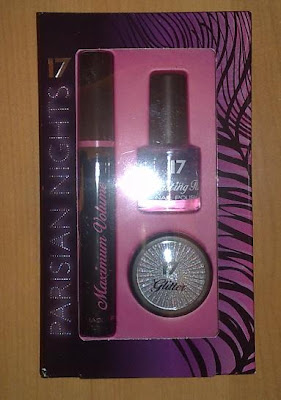 17
PARISIAN NIGHTS
Maximum Volume
17
17
Glitter